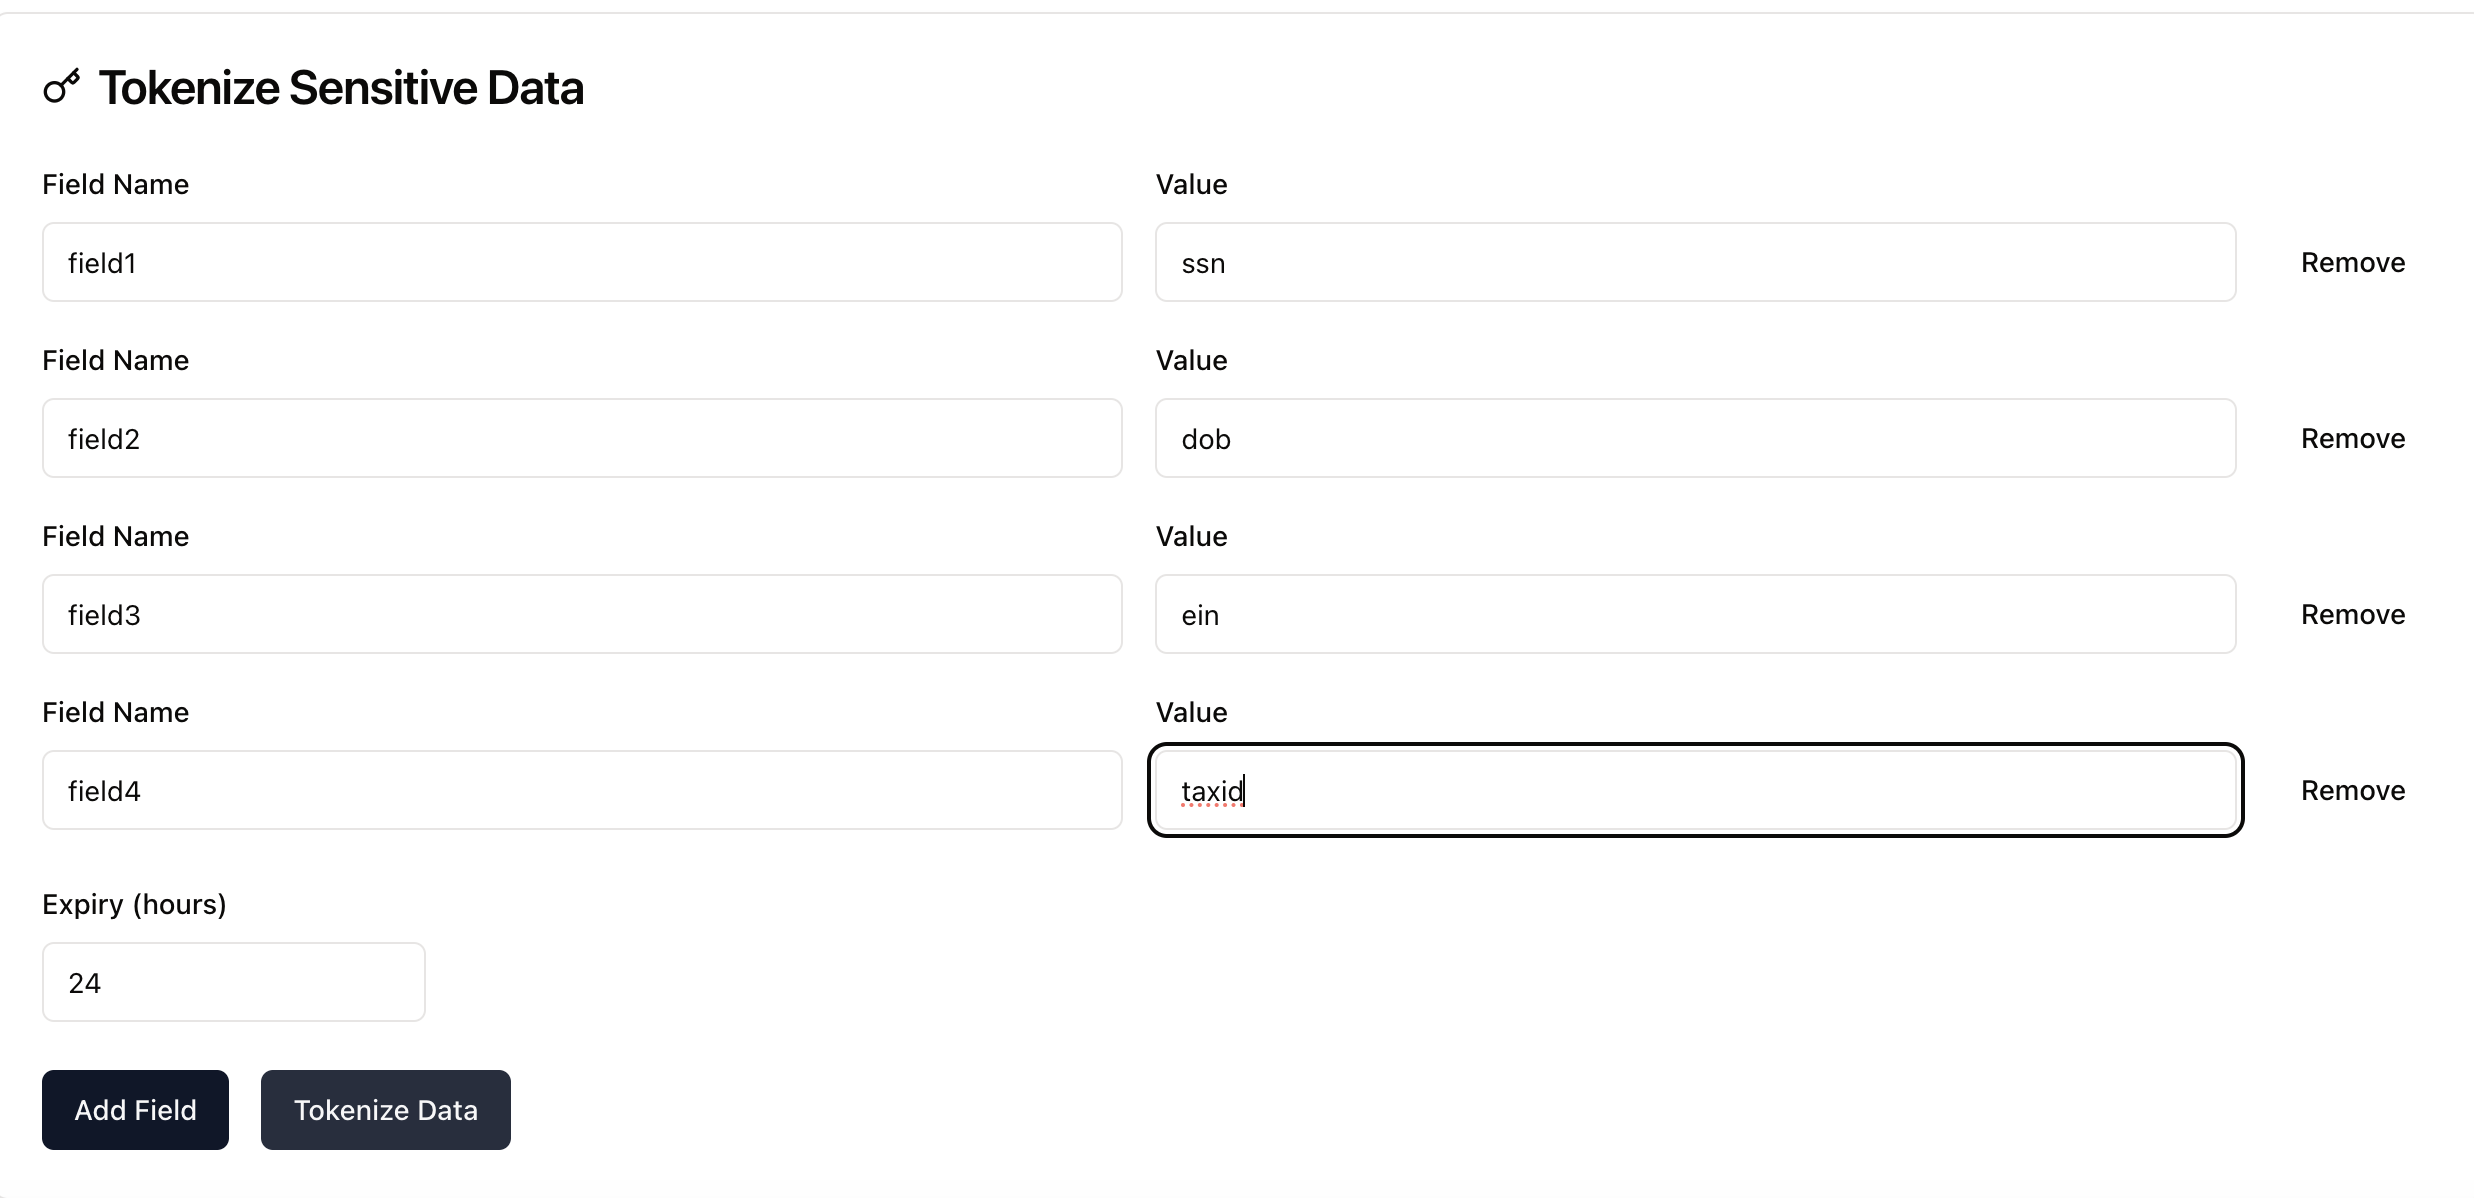 Tokenize Sensitive Data
Field Name Value
field1 ssn Remove
Field Name Value
field2 dob Remove
Field Name Value
field3 ein Remove
Field Name Value
field4 taxid Remove
Expiry (hours)
24
Add Field Tokenize Data